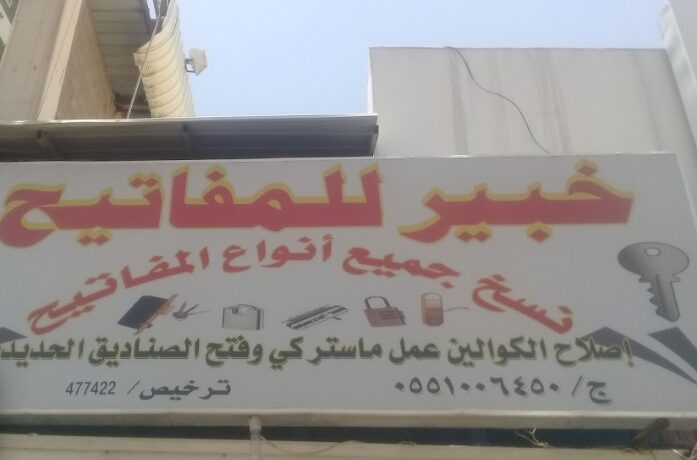 خبير للمفاتيح
نسخ جميع أنواع المفاتيح
إصلاح الكوالين عمل ماستر كي وفتح الصناديق الحديد
ج/ ٠٥٥١٠٠٦٤٥٠ ترخيص/ 477422